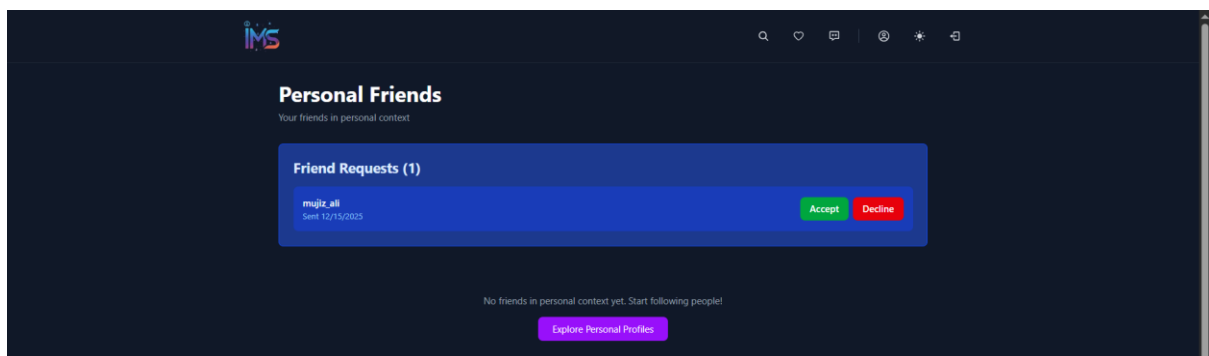 iMS
Personal Friends
Your friends in personal context
Friend Requests (1)
mujiz_ali
Sent 12/15/2025
Accept
Decline
No friends in personal context yet. Start following people!
Explore Personal Profiles